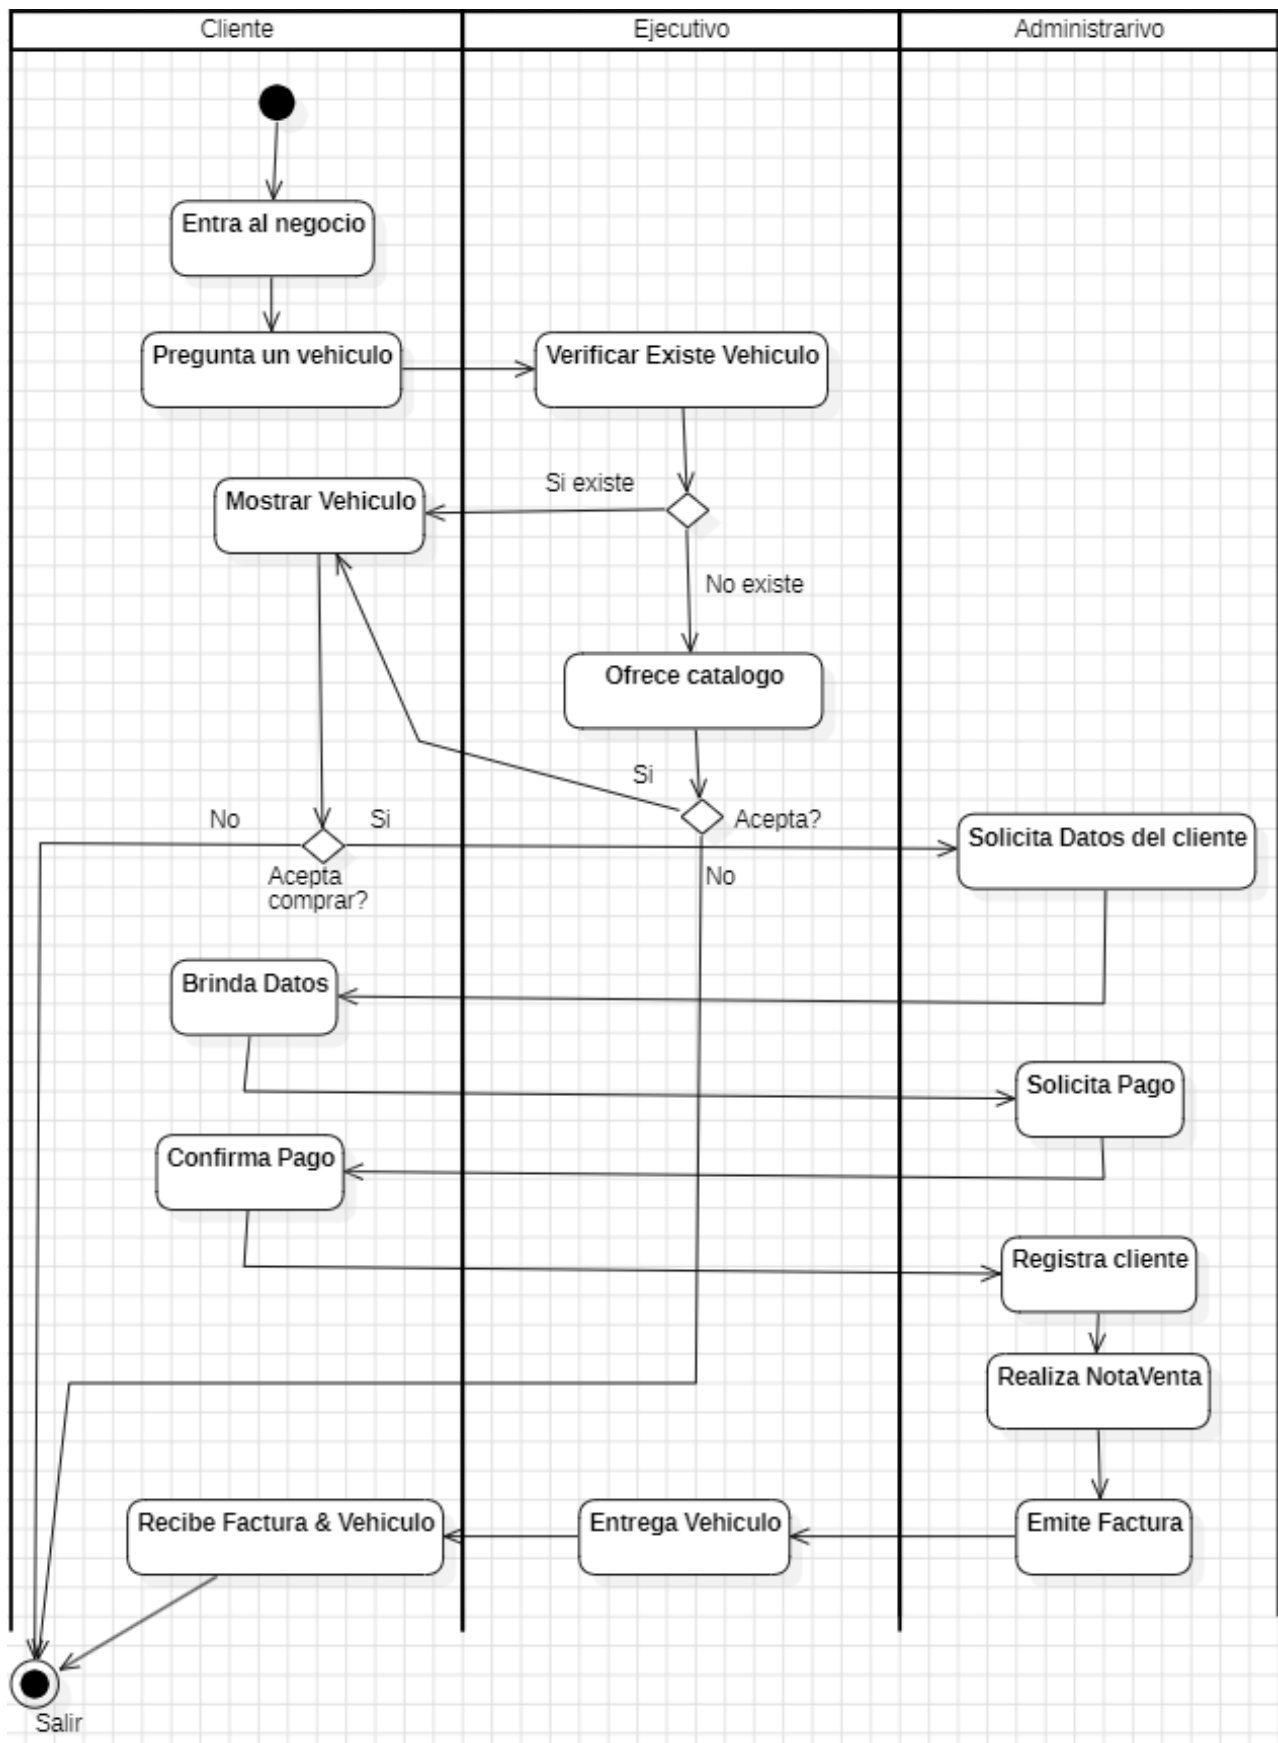 Cliente
Ejecutivo
Administrarivo
Entra al negocio
Pregunta un vehiculo
Verificar Existe Vehiculo
Si existe
Mostrar Vehiculo
No existe
Ofrece catalogo
Si
Acepta?
No
Si
Acepta
comprar?
Solicita Datos del cliente
No
Brinda Datos
Solicita Pago
Confirma Pago
Registra cliente
Realiza NotaVenta
Recibe Factura & Vehiculo
Entrega Vehiculo
Emite Factura
Salir